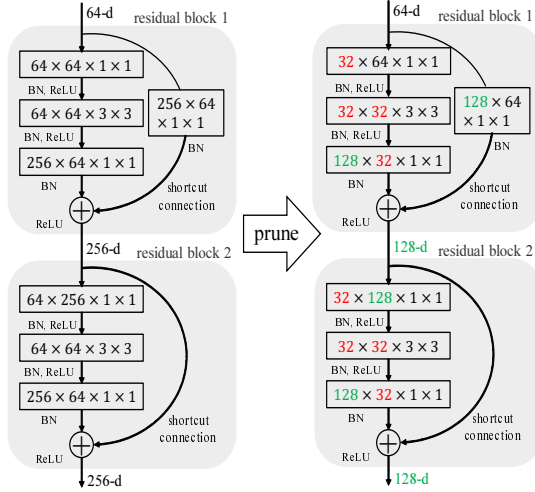 64-d
residual block 1
64 × 64 × 1 × 1
BN, ReLU
64 × 64 × 3 × 3
BN, ReLU
256 × 64 × 1 × 1
BN
256 × 64
× 1 × 1
BN
shortcut
connection
ReLU
256-d
residual block 2
64 × 256 × 1 × 1
BN, ReLU
64 × 64 × 3 × 3
BN, ReLU
256 × 64 × 1 × 1
BN
shortcut
connection
ReLU
256-d
prune
64-d
residual block 1
32 × 64 × 1 × 1
BN, ReLU
32 × 32 × 3 × 3
BN, ReLU
128 × 32 × 1 × 1
BN
128 × 64
× 1 × 1
BN
shortcut
connection
ReLU
128-d
residual block 2
32 × 128 × 1 × 1
BN, ReLU
32 × 32 × 3 × 3
BN, ReLU
128 × 32 × 1 × 1
BN
shortcut
connection
ReLU
128-d